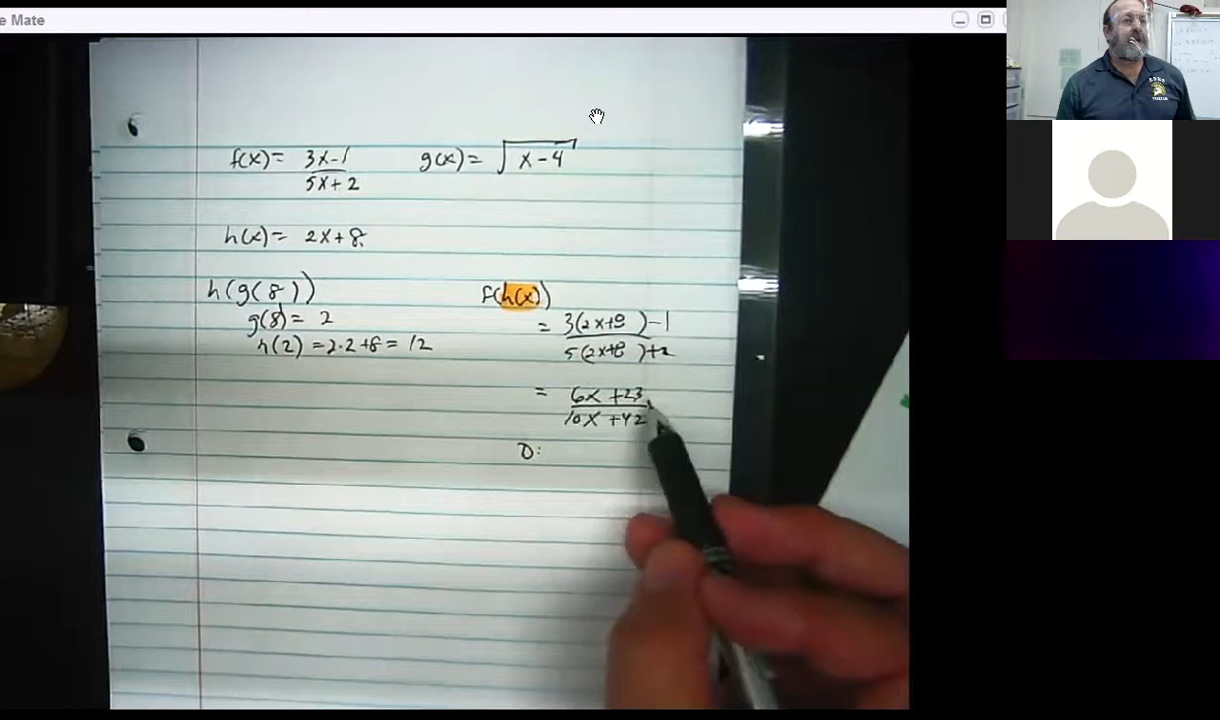 e Mate
f(x) = 3x-1 / 5x+2    g(x) = √x-4
h(x) = 2x+8
h(g(8))
g(8) = 2
h(2) = 2·2+8 = 12
f(h(x))
= 3(2x+8 )-1 / 5(2x+8 )+2
= 6x+23 / 10x+42
D: